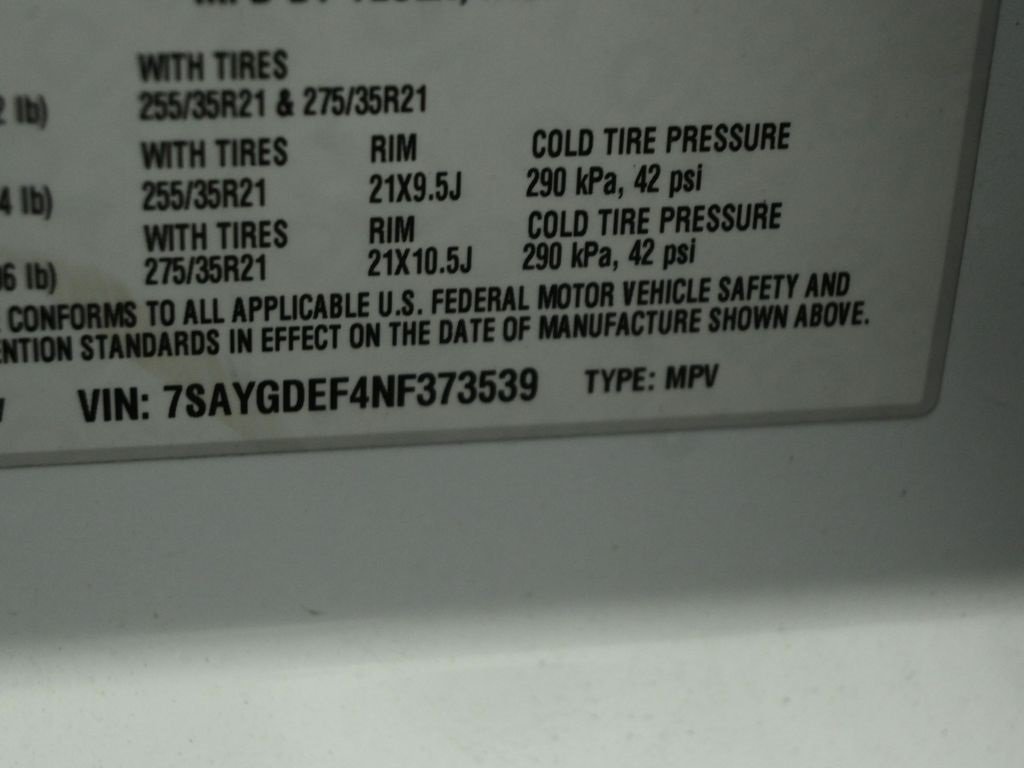 WITH TIRES
lb) 255/35R21 & 275/35R21
WITH TIRES RIM COLD TIRE PRESSURE
4 lb) 255/35R21 21X9.5J 290 kPa, 42 psi
WITH TIRES RIM COLD TIRE PRESSURE
6 lb) 275/35R21 21X10.5J 290 kPa, 42 psi
CONFORMS TO ALL APPLICABLE U.S. FEDERAL MOTOR VEHICLE SAFETY AND
ENTION STANDARDS IN EFFECT ON THE DATE OF MANUFACTURE SHOWN ABOVE.
VIN: 7SAYGDEF4NF373539 TYPE: MPV